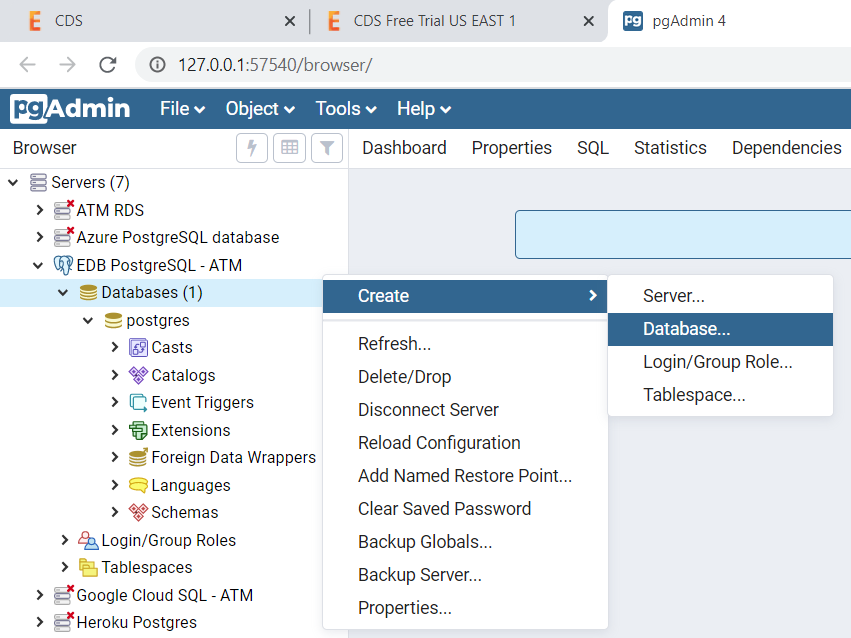 CDS
CDS Free Trial US EAST 1
pgAdmin 4
127.0.0.1:57540/browser/
pgAdmin File Object Tools Help
Browser Dashboard Properties SQL Statistics Dependencies
Servers (7)
ATM RDS
Azure PostgreSQL database
EDB PostgreSQL - ATM
Databases (1)
postgres
Casts
Catalogs
Event Triggers
Extensions
Foreign Data Wrappers
Languages
Schemas
Login/Group Roles
Tablespaces
Google Cloud SQL - ATM
Heroku Postgres
Create
Refresh...
Delete/Drop
Disconnect Server
Reload Configuration
Add Named Restore Point...
Clear Saved Password
Backup Globals...
Backup Server...
Properties...
Server...
Database...
Login/Group Role...
Tablespace...